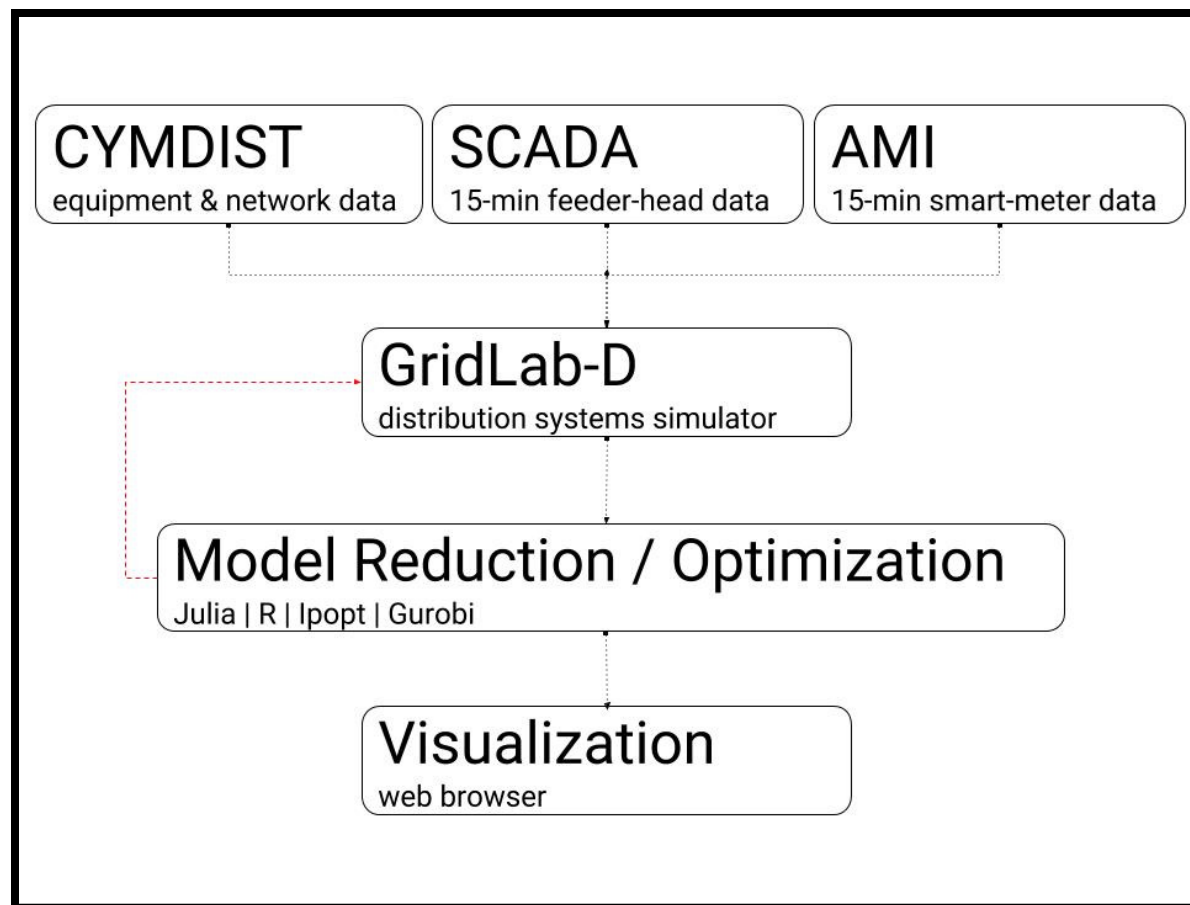 CYMDIST
equipment & network data
SCADA
15-min feeder-head data
AMI
15-min smart-meter data
GridLab-D
distribution systems simulator
Model Reduction / Optimization
Julia | R | Ipopt | Gurobi
Visualization
web browser